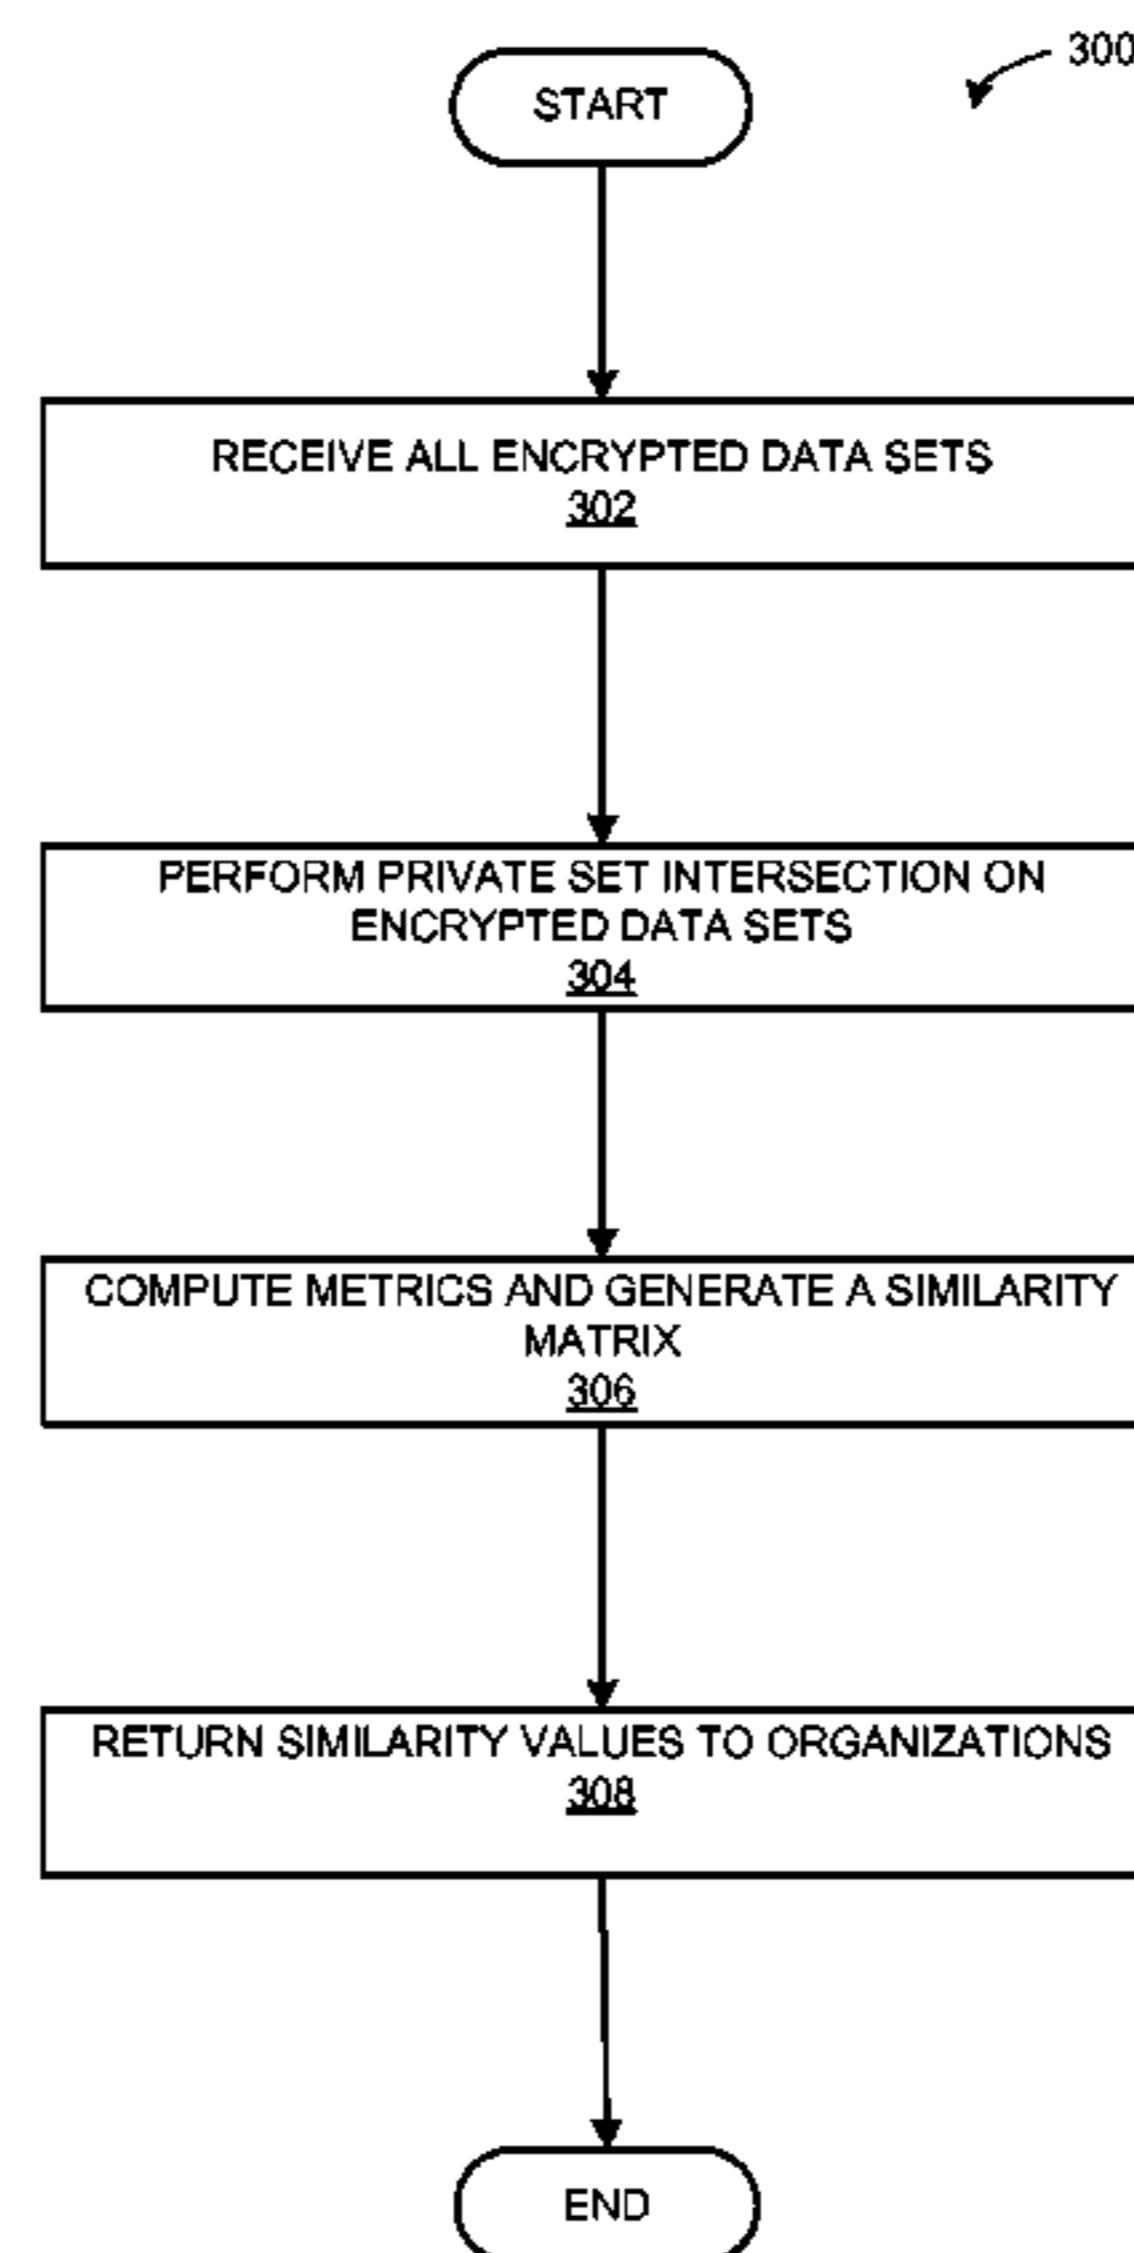 300
START
RECEIVE ALL ENCRYPTED DATA SETS
302
PERFORM PRIVATE SET INTERSECTION ON
ENCRYPTED DATA SETS
304
COMPUTE METRICS AND GENERATE A SIMILARITY
MATRIX
306
RETURN SIMILARITY VALUES TO ORGANIZATIONS
308
END